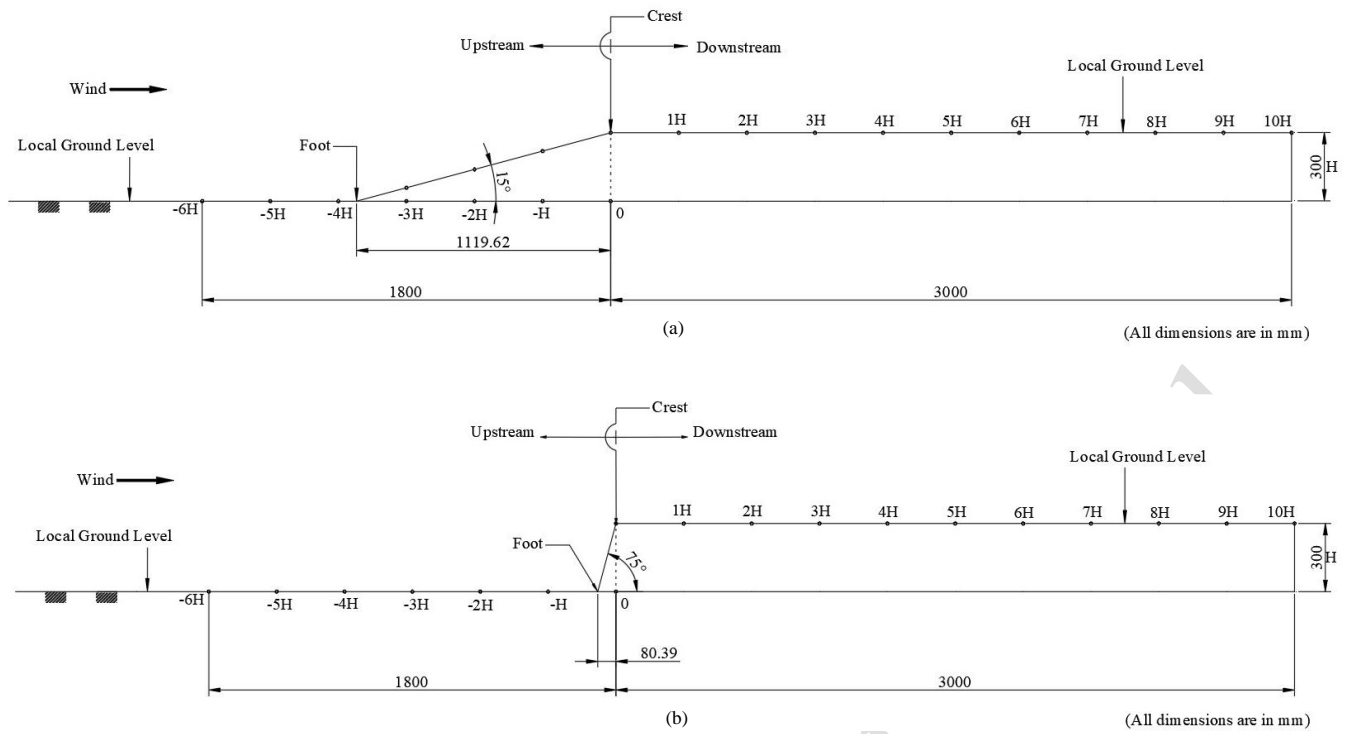 Crest
Upstream
Downstream
Wind
Local Ground Level
1H
2H
3H
4H
5H
6H
7H
8H
9H
10H
Local Ground Level
Foot
15°
300
H
-6H
-5H
-4H
-3H
-2H
-H
0
1119.62
1800
3000
(a)
(All dimensions are in mm)
Crest
Upstream
Downstream
Wind
Local Ground Level
1H
2H
3H
4H
5H
6H
7H
8H
9H
10H
Local Ground Level
Foot
75°
300
H
-6H
-5H
-4H
-3H
-2H
-H
0
80.39
1800
3000
(b)
(All dimensions are in mm)